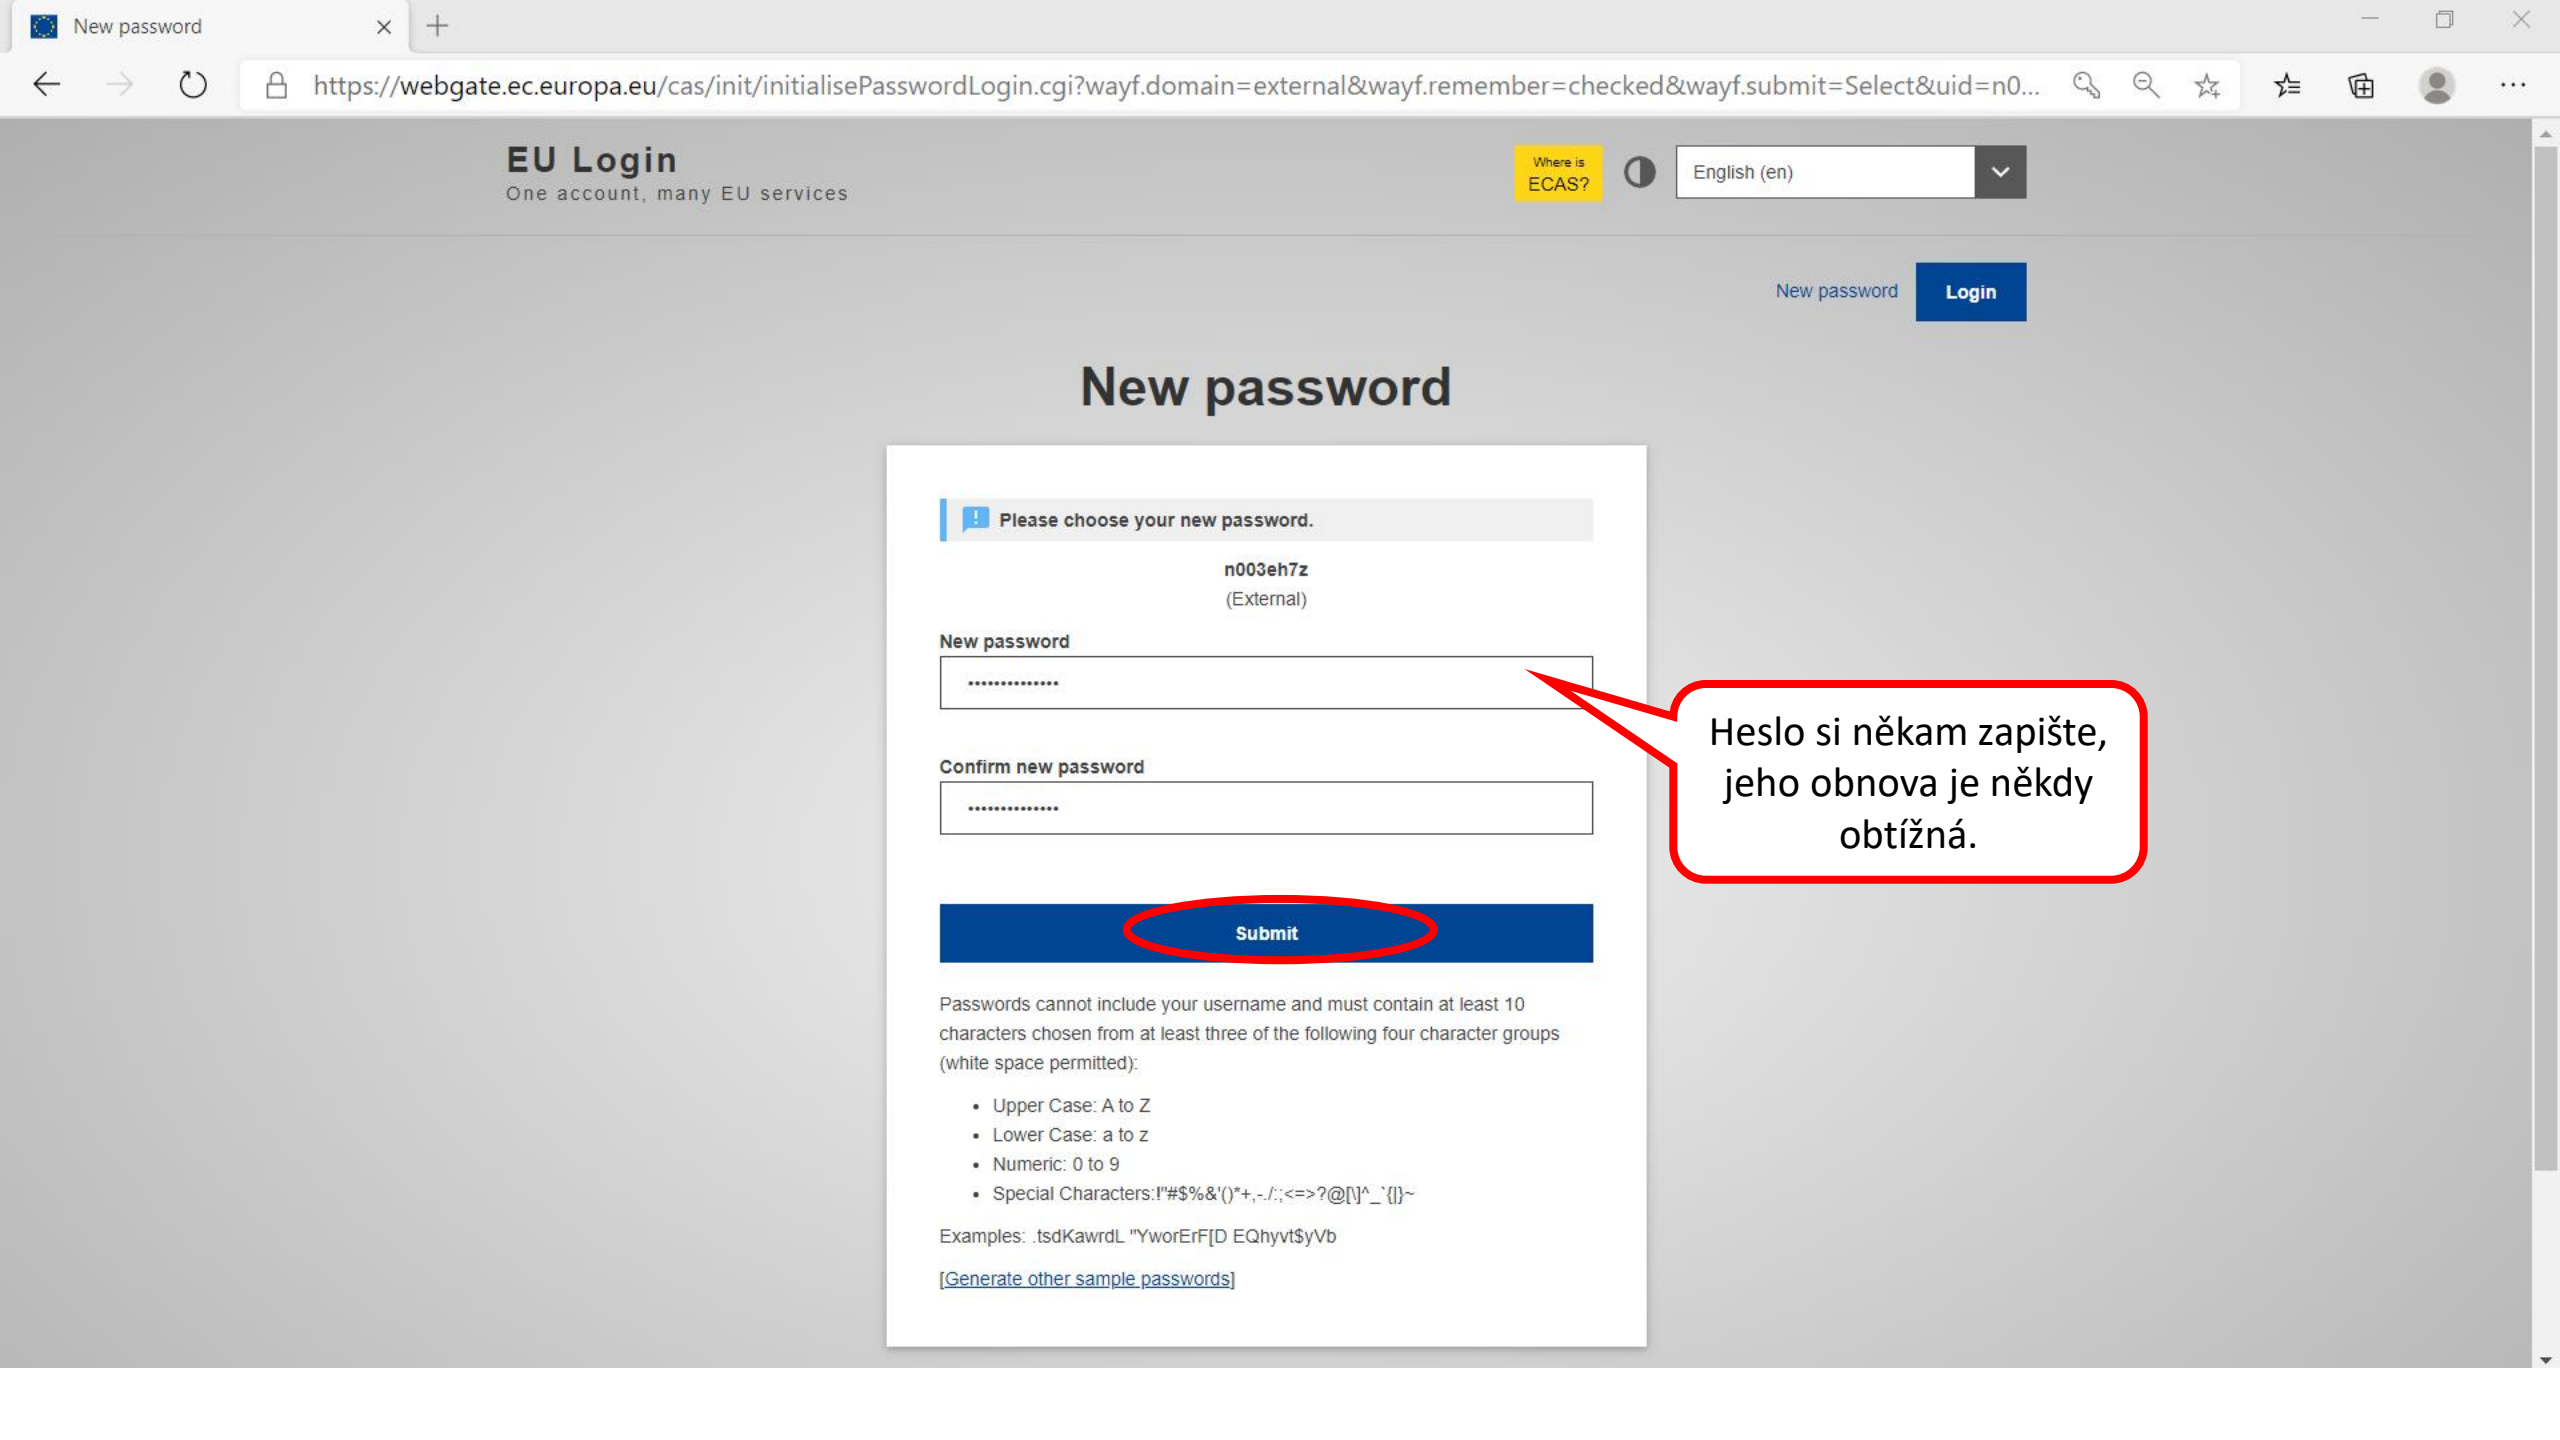 New password
https://webgate.ec.europa.eu/cas/init/initialisePasswordLogin.cgi?wayf.domain=external&wayf.remember=checked&wayf.submit=Select&uid=n0...
EU Login
One account, many EU services
Where is
ECAS?
English (en)
New password
Login
New password
Please choose your new password.
n003eh7z
(External)
New password
••••••••••••••
Confirm new password
••••••••••••••
Heslo si někam zapište,
jeho obnova je někdy
obtížná.
Submit
Passwords cannot include your username and must contain at least 10
characters chosen from at least three of the following four character groups
(white space permitted):
• Upper Case: A to Z
• Lower Case: a to z
• Numeric: 0 to 9
• Special Characters:!"#$%&'()*+,-./:;<=>?@[\]^_`{|}~
Examples: .tsdKawrdL "YworErF[D EQhyvt$yVb
[Generate other sample passwords]